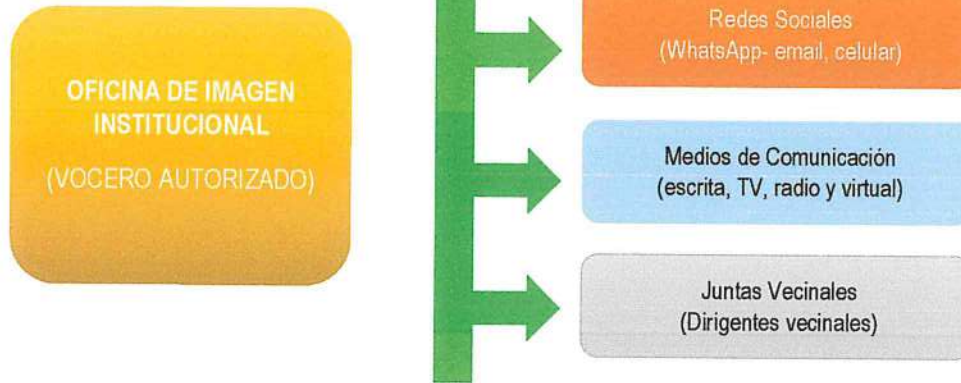 OFICINA DE IMAGEN
INSTITUCIONAL
(VOCERO AUTORIZADO)
Redes Sociales
(WhatsApp- email, celular)
Medios de Comunicación
(escrita, TV, radio y virtual)
Juntas Vecinales
(Dirigentes vecinales)